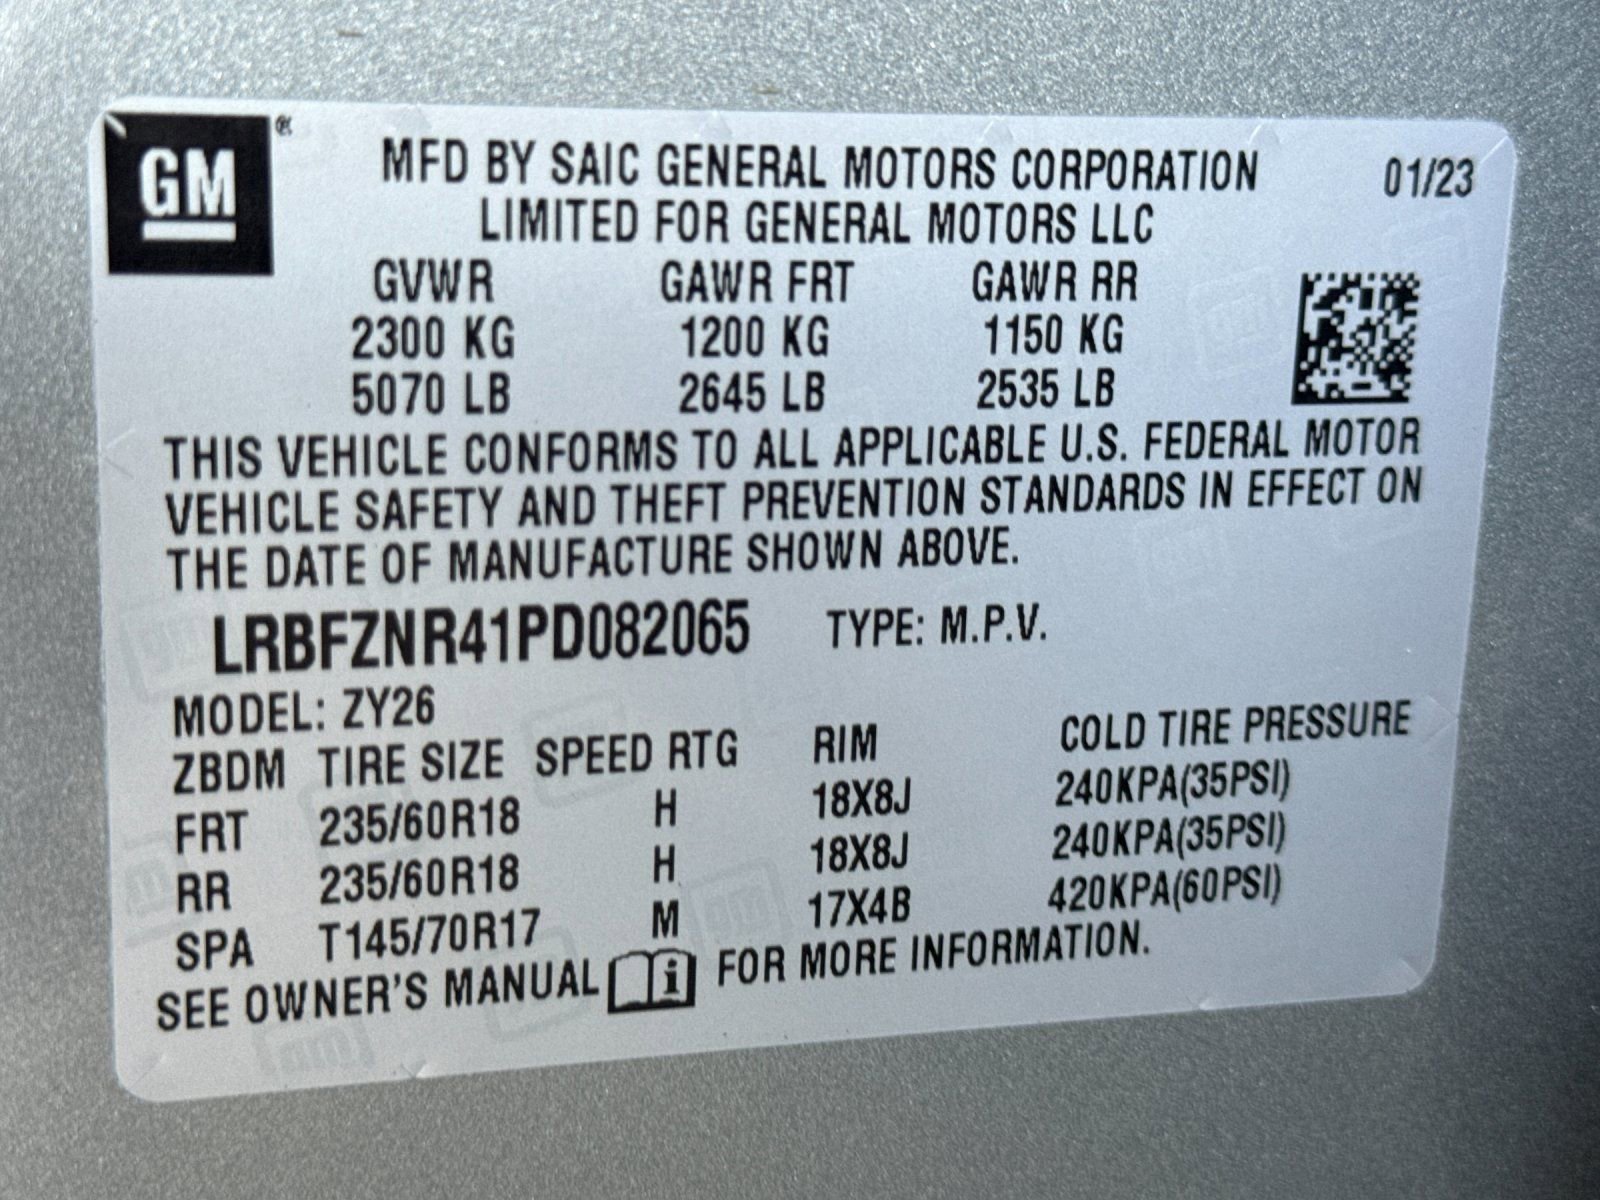 GM®
MFD BY SAIC GENERAL MOTORS CORPORATION
LIMITED FOR GENERAL MOTORS LLC
01/23
GVWR GAWR FRT GAWR RR
2300 KG 1200 KG 1150 KG
5070 LB 2645 LB 2535 LB
THIS VEHICLE CONFORMS TO ALL APPLICABLE U.S. FEDERAL MOTOR
VEHICLE SAFETY AND THEFT PREVENTION STANDARDS IN EFFECT ON
THE DATE OF MANUFACTURE SHOWN ABOVE.
LRBFZNR41PD082065 TYPE: M.P.V.
MODEL: ZY26
ZBDM TIRE SIZE SPEED RTG RIM COLD TIRE PRESSURE
FRT 235/60R18 H 18X8J 240KPA(35PSI)
RR 235/60R18 H 18X8J 240KPA(35PSI)
SPA T145/70R17 M 17X4B 420KPA(60PSI)
SEE OWNER'S MANUAL i FOR MORE INFORMATION.